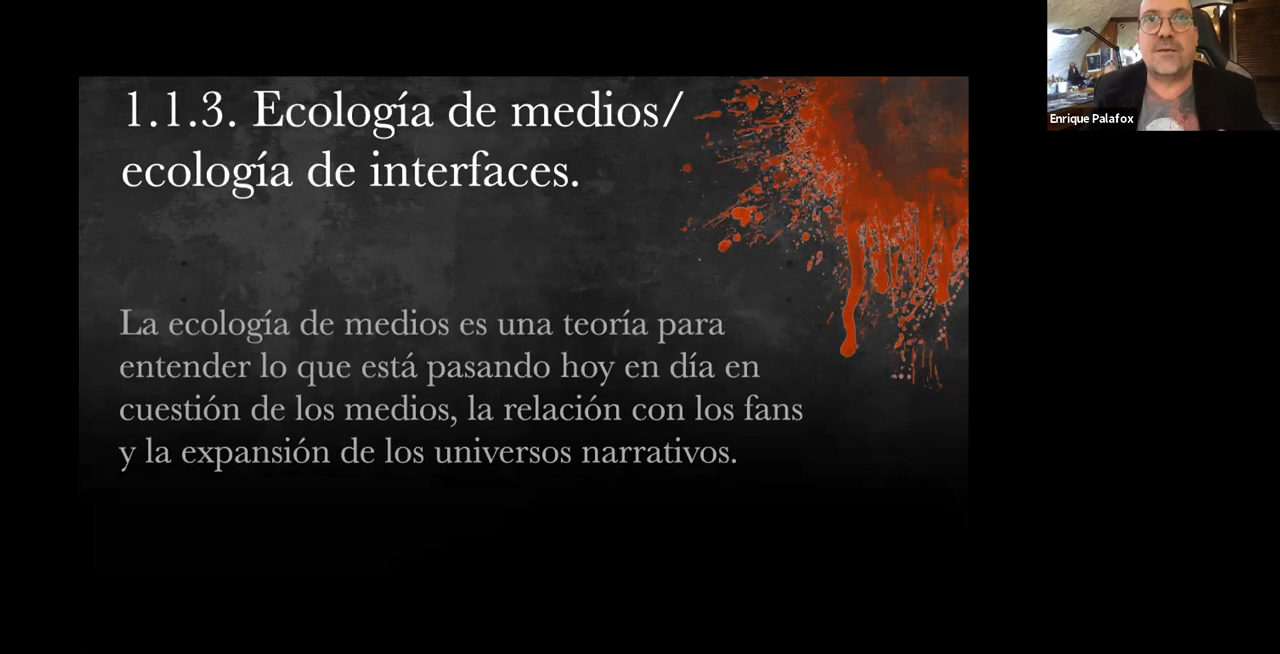 1.1.3. Ecología de medios/
ecología de interfaces.
La ecología de medios es una teoría para
entender lo que está pasando hoy en día en
cuestión de los medios, la relación con los fans
y la expansión de los universos narrativos.
Enrique Palafox